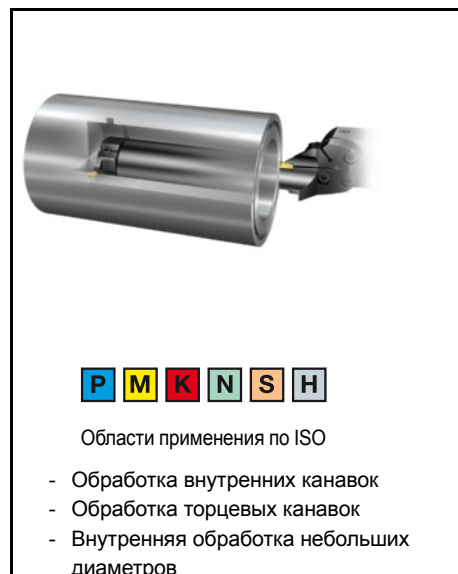 P M K N S H
Области применения по ISO
- Обработка внутренних канавок
- Обработка торцевых канавок
- Внутренняя обработка небольших
диаметров